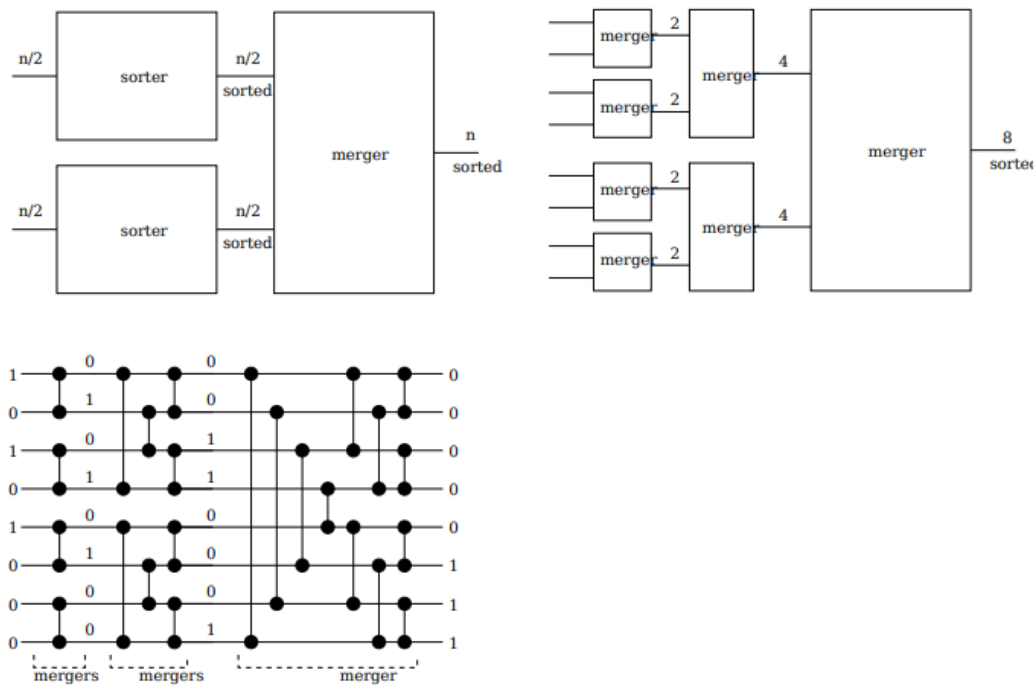 n/2
sorter
n/2
sorted
merger
n
sorted
n/2
sorter
n/2
sorted
merger
2
merger
4
merger
2
merger
8
sorted
merger
2
merger
4
merger
2
1 0 0 0
0 1 0 0
1 0 1 0
0 1 1 0
1 0 0 0
0 1 0 1
0 0 0 1
0 0 1 1
mergers mergers merger